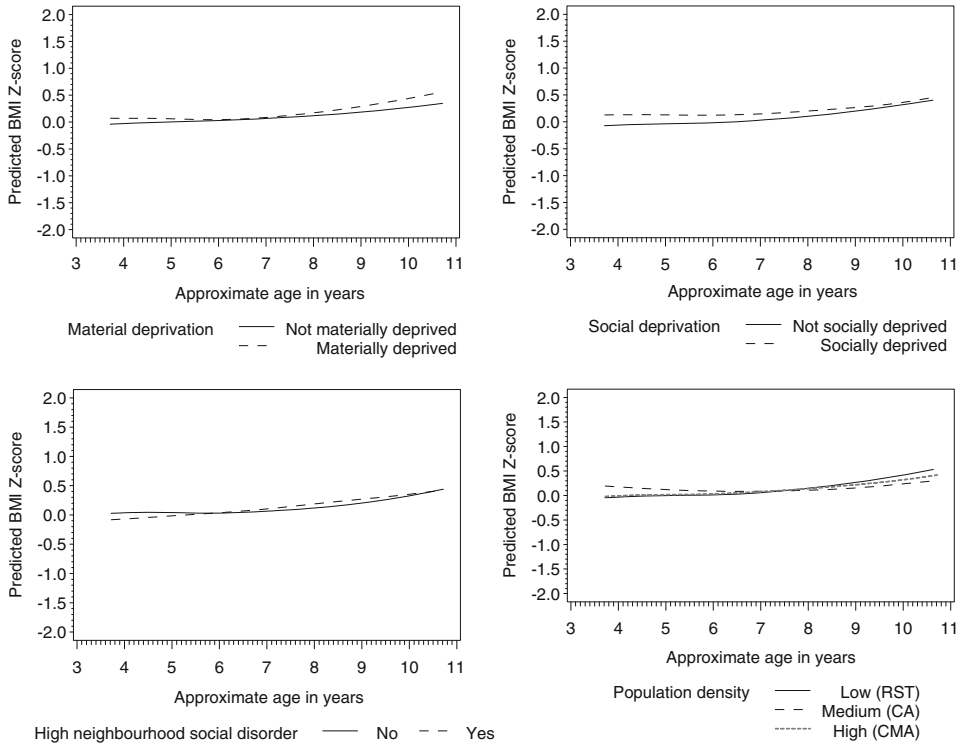 2.0
1.5
1.0
0.5
0.0
-0.5
-1.0
-1.5
-2.0
Predicted BMI Z-score
3 4 5 6 7 8 9 10 11
Approximate age in years
Material deprivation Not materially deprived
Materially deprived
2.0
1.5
1.0
0.5
0.0
-0.5
-1.0
-1.5
-2.0
Predicted BMI Z-score
3 4 5 6 7 8 9 10 11
Approximate age in years
Social deprivation Not socially deprived
Socially deprived
2.0
1.5
1.0
0.5
0.0
-0.5
-1.0
-1.5
-2.0
Predicted BMI Z-score
3 4 5 6 7 8 9 10 11
Approximate age in years
High neighbourhood social disorder No Yes
2.0
1.5
1.0
0.5
0.0
-0.5
-1.0
-1.5
-2.0
Predicted BMI Z-score
3 4 5 6 7 8 9 10 11
Approximate age in years
Population density Low (RST)
Medium (CA)
High (CMA)